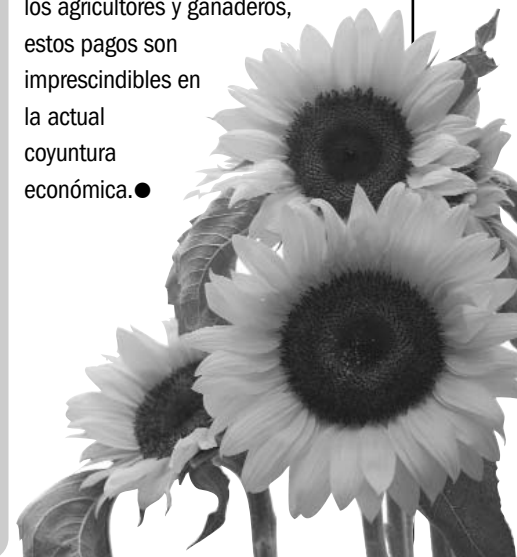 los agricultores y ganaderos,
estos pagos son
imprescindibles en
la actual
coyuntura
económica.●